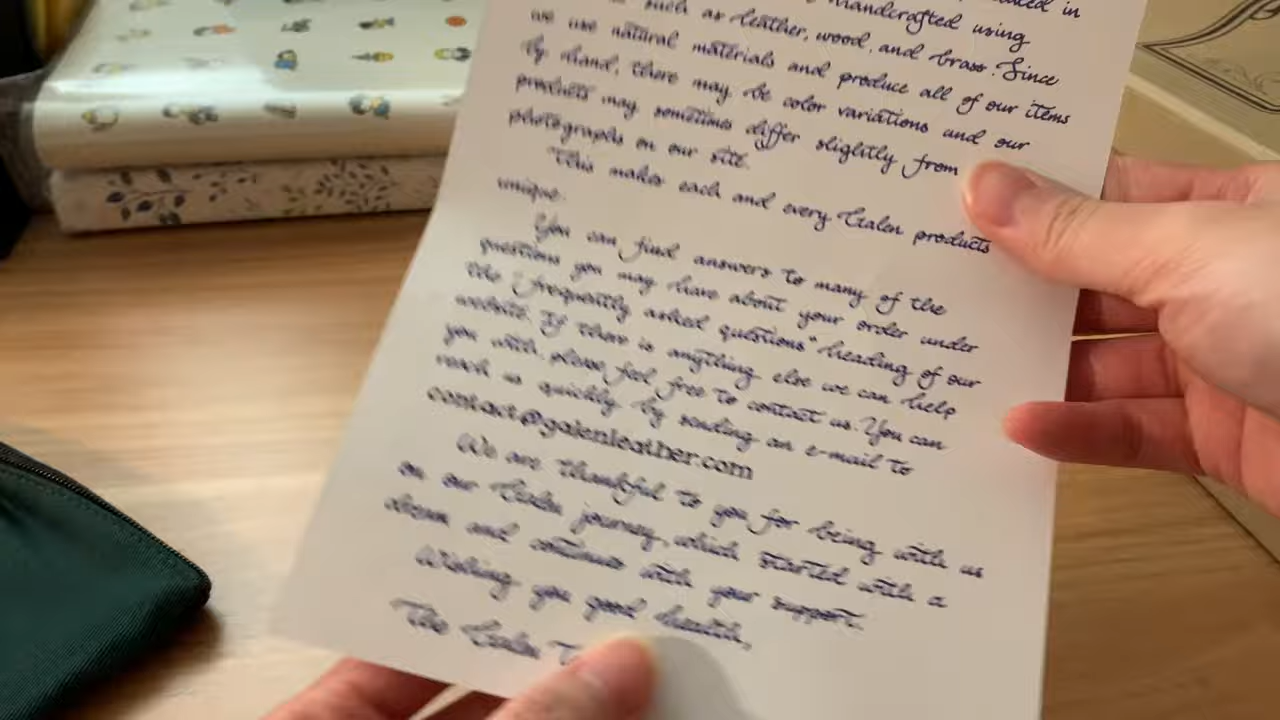 in
such as leather, wood, and brass. Since
handcrafted using
we use natural materials and produce all of our items
by hand, there may be color variations and our
products may sometimes differ slightly from
photographs on our site.
This makes each and every Galen products
unique.
You can find answers to many of the
questions you may have about your order under
the "frequently asked questions" heading of our
website. If there is anything else we can help
you with, please feel free to contact us. You can
reach us quickly by sending an e-mail to
contact@galenleather.com
We are thankful to you for being with us
on our Galen journey, which started with a
dream and continues with your support.
Wishing you good health,
The Galen